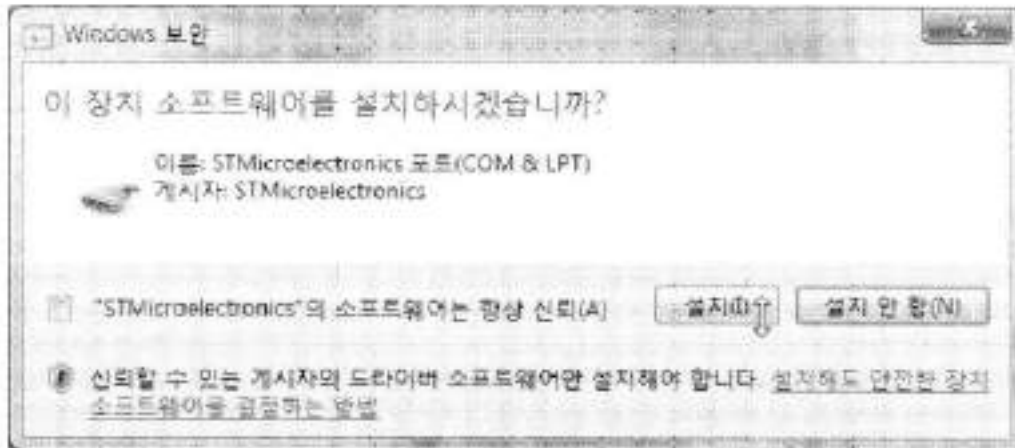 Windows 보안
이 장치 소프트웨어를 설치하시겠습니까?
이름: STMicroelectronics 포트(COM & LPT)
게시자: STMicroelectronics
"STMicroelectronics"의 소프트웨어는 항상 신뢰(A)
설치(I)
설치 안 함(N)
신뢰할 수 있는 게시자의 드라이버 소프트웨어만 설치해야 합니다. 설치해도 안전한 장치
소프트웨어를 결정하는 방법